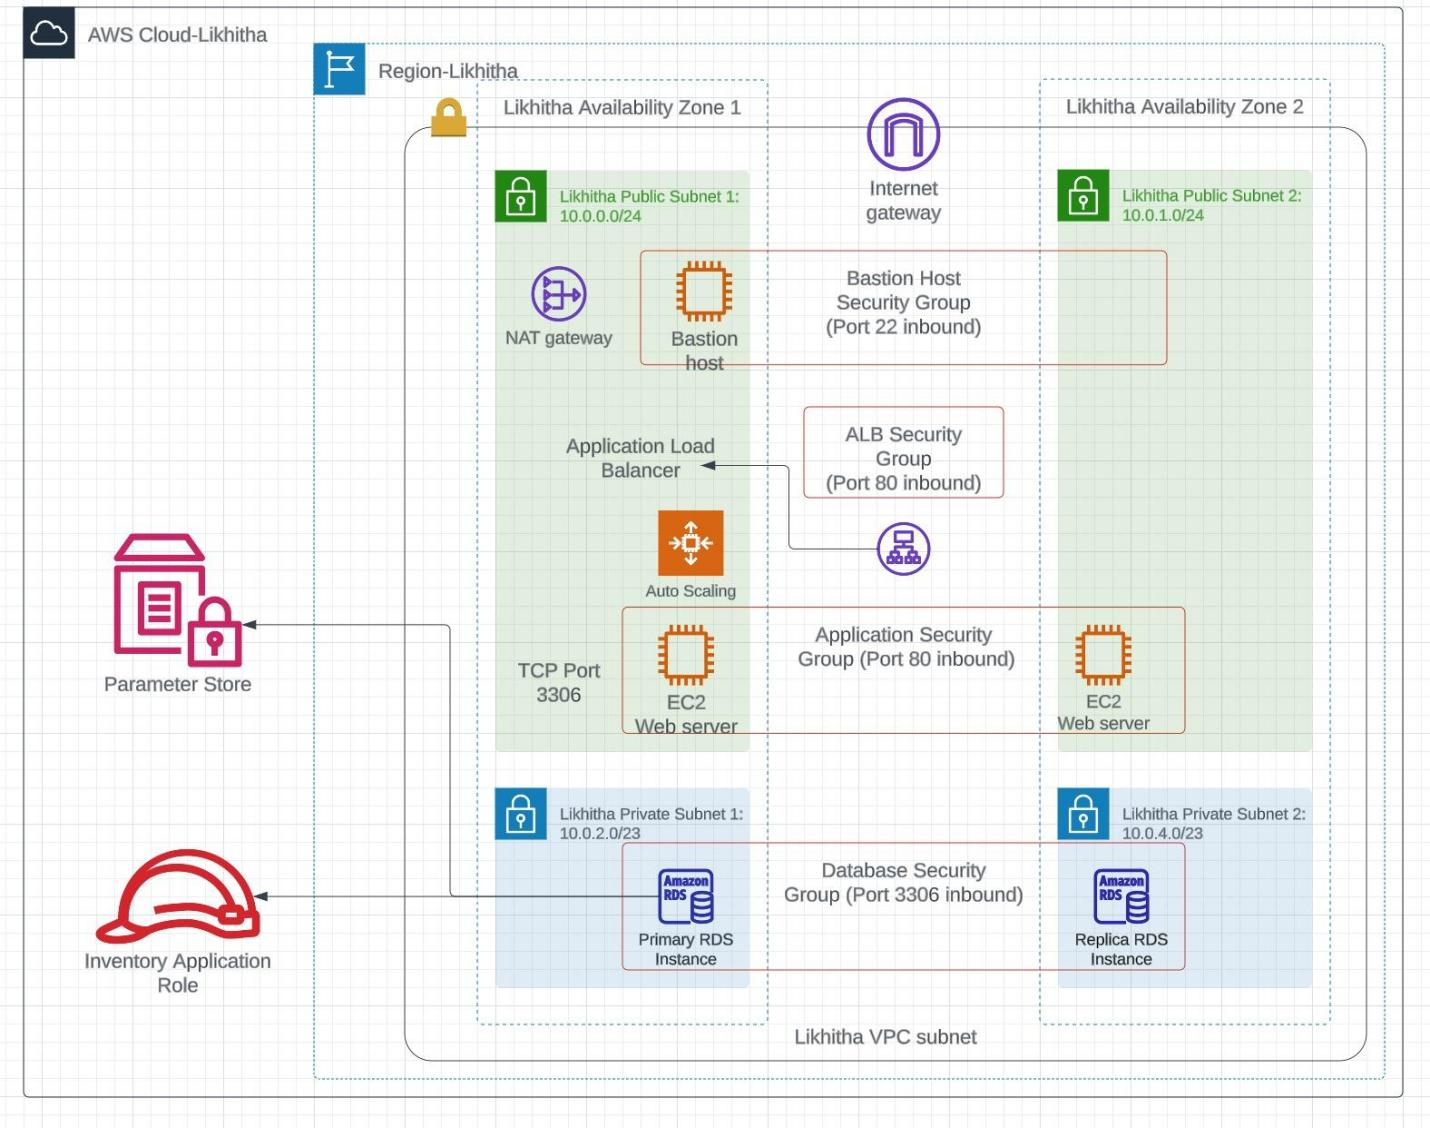 AWS Cloud-Likhitha
Region-Likhitha
Likhitha Availability Zone 1
Likhitha Availability Zone 2
Internet
gateway
Likhitha Public Subnet 1:
10.0.0.0/24
Likhitha Public Subnet 2:
10.0.1.0/24
NAT gateway
Bastion
host
Bastion Host
Security Group
(Port 22 inbound)
Application Load
Balancer
ALB Security
Group
(Port 80 inbound)
Auto Scaling
TCP Port
3306
EC2
Web server
Application Security
Group (Port 80 inbound)
EC2
Web server
Parameter Store
Likhitha Private Subnet 1:
10.0.2.0/23
Likhitha Private Subnet 2:
10.0.4.0/23
Amazon
RDS
Primary RDS
Instance
Database Security
Group (Port 3306 inbound)
Amazon
RDS
Replica RDS
Instance
Inventory Application
Role
Likhitha VPC subnet